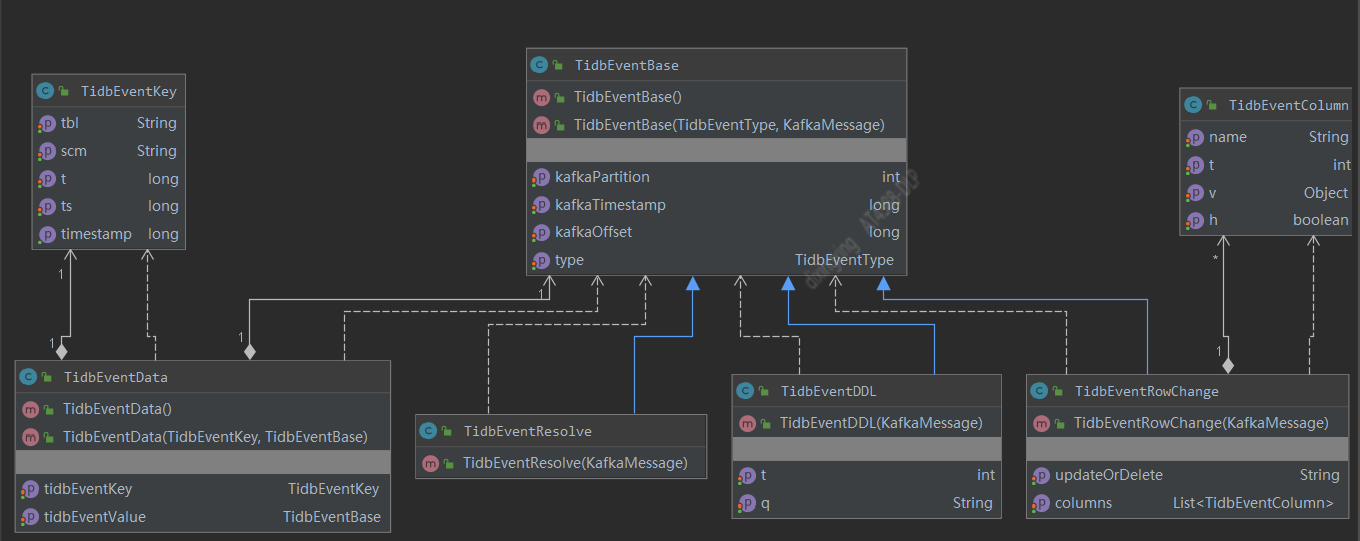 TidbEventKey
tbl String
scm String
t long
ts long
timestamp long
TidbEventBase
TidbEventBase()
TidbEventBase(TidbEventType, KafkaMessage)
kafkaPartition int
kafkaTimestamp long
kafkaOffset long
type TidbEventType
TidbEventColumn
name String
t int
v Object
h boolean
1
1
1
1
*
1
TidbEventData
TidbEventData()
TidbEventData(TidbEventKey, TidbEventBase)
tidbEventKey TidbEventKey
tidbEventValue TidbEventBase
TidbEventResolve
TidbEventResolve(KafkaMessage)
TidbEventDDL
TidbEventDDL(KafkaMessage)
t int
q String
TidbEventRowChange
TidbEventRowChange(KafkaMessage)
updateOrDelete String
columns List<TidbEventColumn>